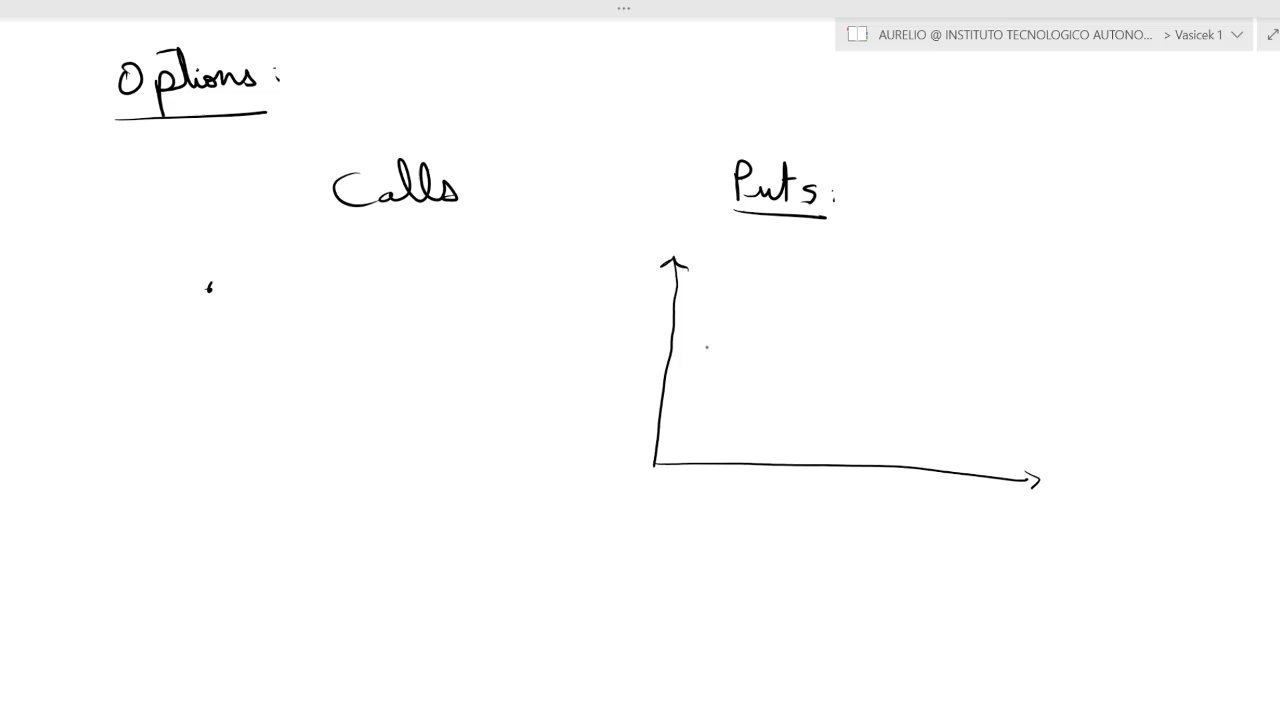 AURELIO @ INSTITUTO TECNOLOGICO AUTONO... > Vasicek 1
Options:
Calls
Puts: